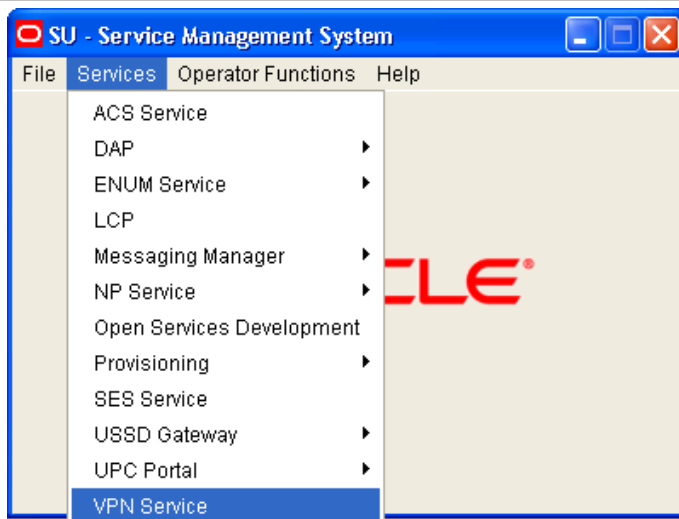 SU - Service Management System
File Services Operator Functions Help
ACS Service
DAP
ENUM Service
LCP
Messaging Manager
NP Service
CLE®
Open Services Development
Provisioning
SES Service
USSD Gateway
UPC Portal
VPN Service